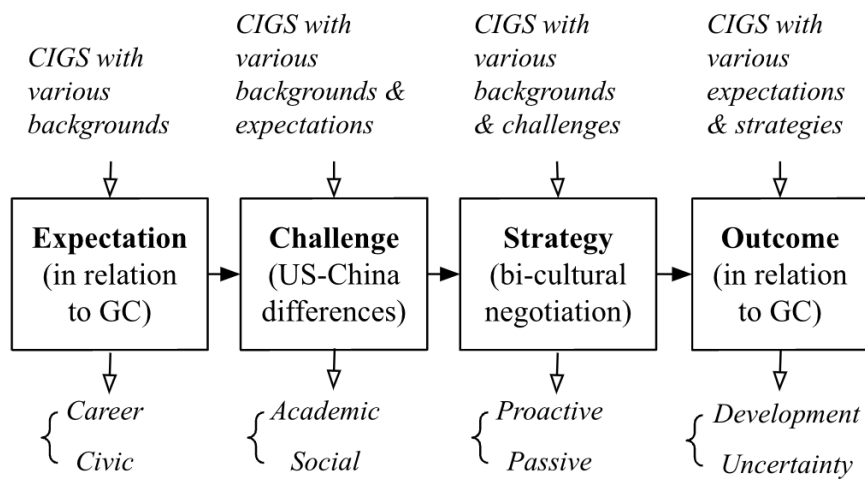 CIGS with
various
backgrounds
CIGS with
various
backgrounds &
expectations
CIGS with
various
backgrounds
& challenges
CIGS with
various
expectations
& strategies
Expectation
(in relation
to GC)
Challenge
(US-China
differences)
Strategy
(bi-cultural
negotiation)
Outcome
(in relation
to GC)
Career
Civic
Academic
Social
Proactive
Passive
Development
Uncertainty